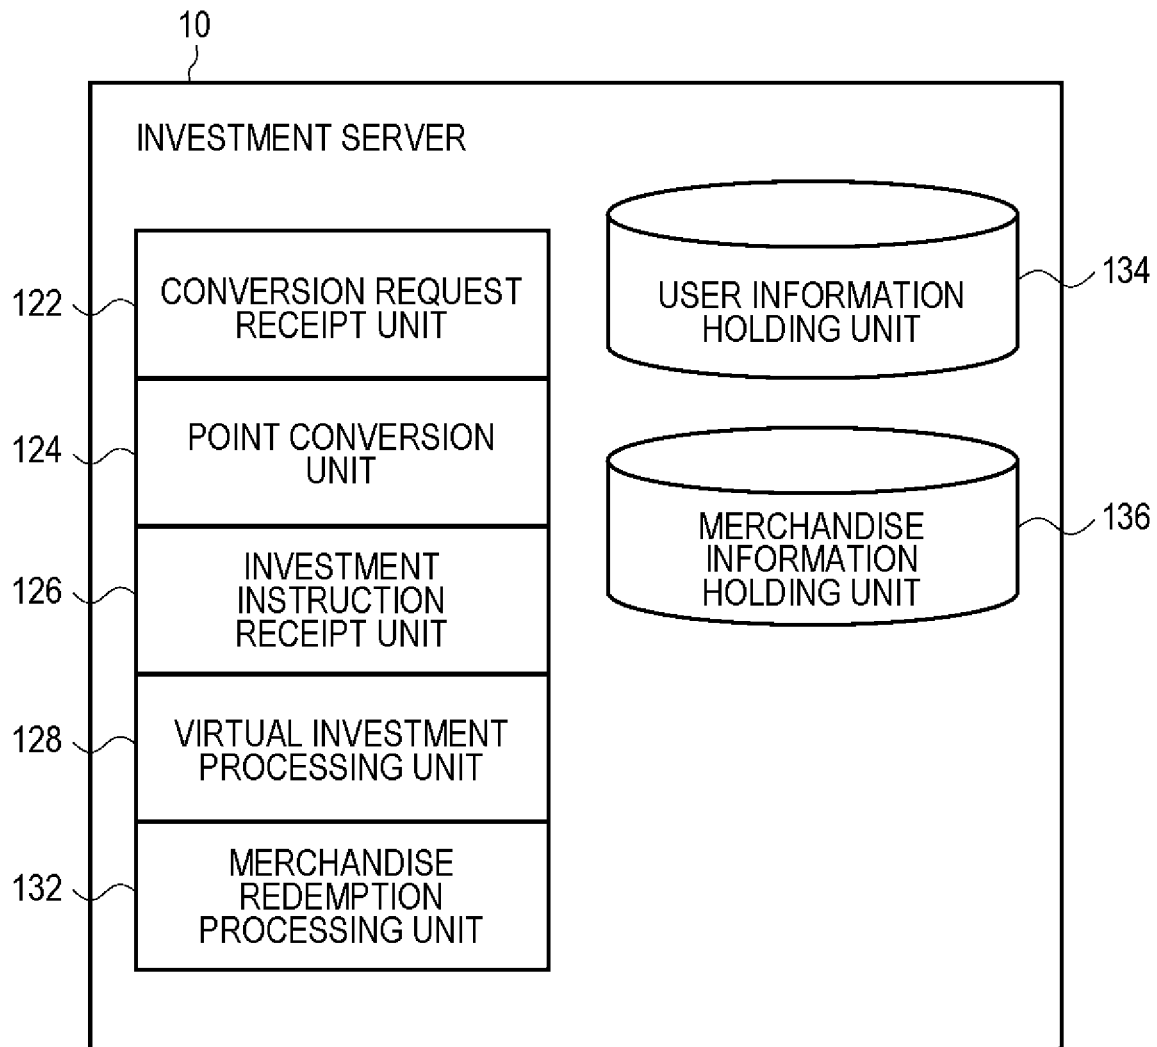 10
INVESTMENT SERVER
122
CONVERSION REQUEST
RECEIPT UNIT
124
POINT CONVERSION
UNIT
126
INVESTMENT
INSTRUCTION
RECEIPT UNIT
128
VIRTUAL INVESTMENT
PROCESSING UNIT
132
MERCHANDISE
REDEMPTION
PROCESSING UNIT
USER INFORMATION
HOLDING UNIT
134
MERCHANDISE
INFORMATION
HOLDING UNIT
136